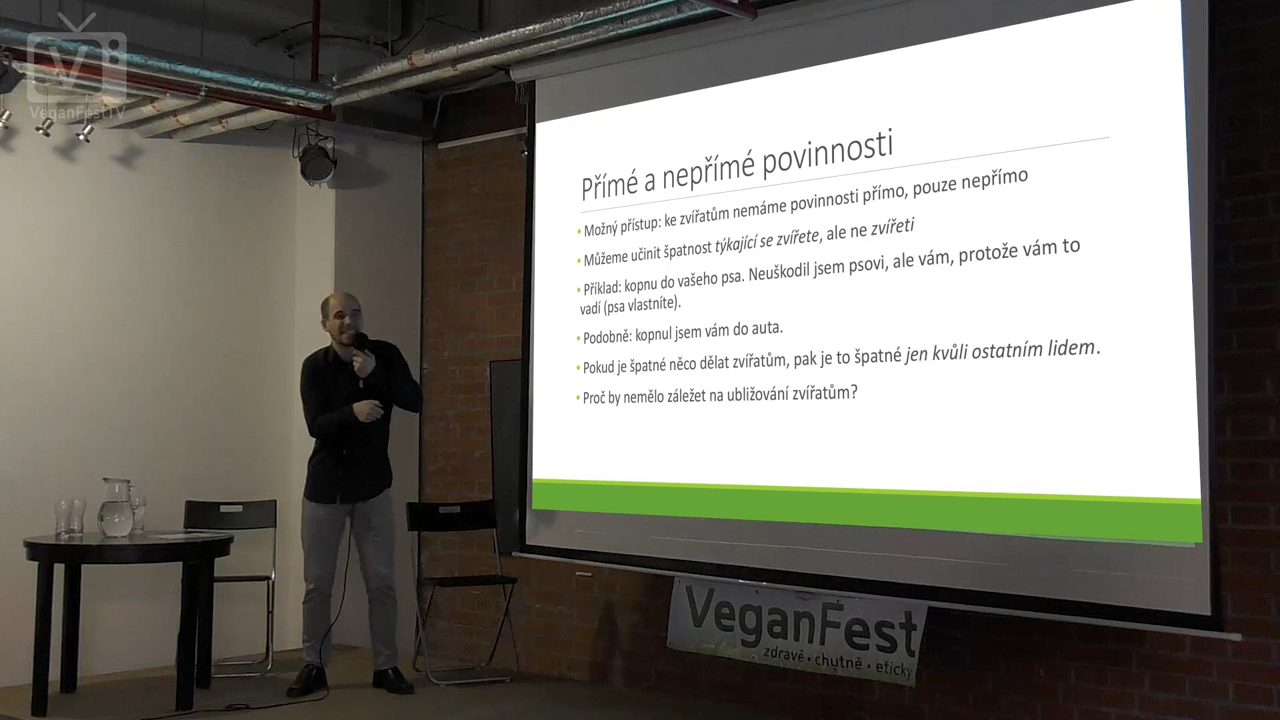 VeganFestTV
Přímé a nepřímé povinnosti
• Možný přístup: ke zvířatům nemáme povinnosti přímo, pouze nepřímo
• Můžeme učinit špatnost týkající se zvířete, ale ne zvířeti
• Příklad: kopnu do vašeho psa. Neuškodil jsem psovi, ale vám, protože vám to
vadí (psa vlastníte).
• Podobně: kopnul jsem vám do auta.
• Pokud je špatné něco dělat zvířatům, pak je to špatné jen kvůli ostatním lidem.
• Proč by nemělo záležet na ubližování zvířatům?
VeganFest
zdravě • chutně • eticky